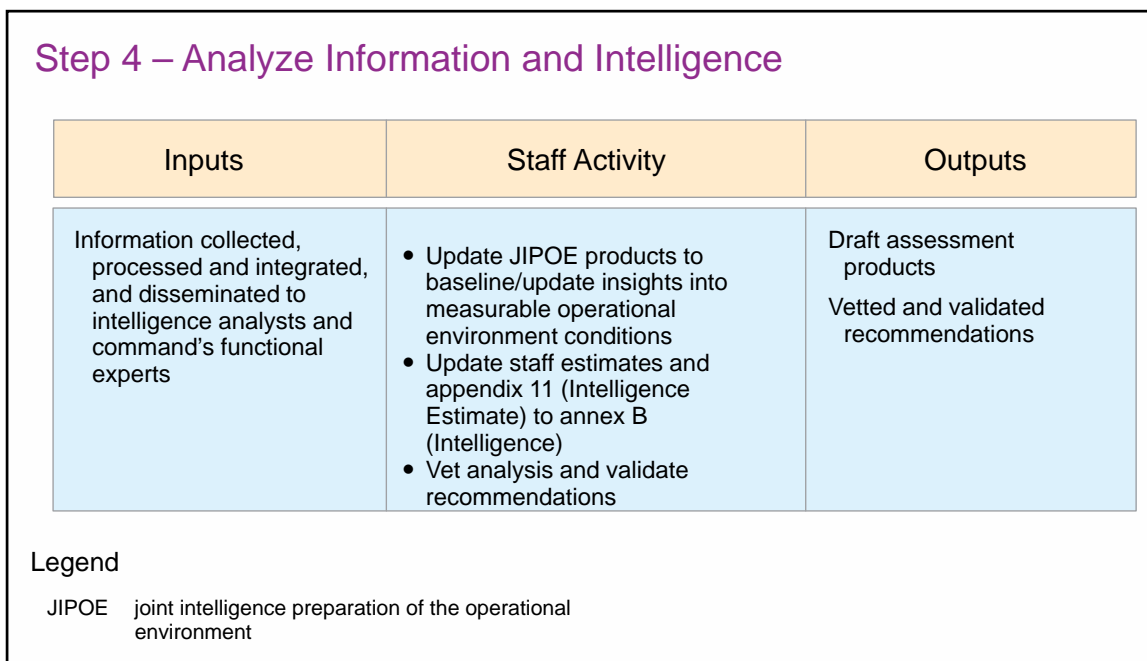 Step 4 – Analyze Information and Intelligence
Inputs
Staff Activity
Outputs
Information collected,
processed and integrated,
and disseminated to
intelligence analysts and
command's functional
experts
• Update JIPOE products to
baseline/update insights into
measurable operational
environment conditions
• Update staff estimates and
appendix 11 (Intelligence
Estimate) to annex B
(Intelligence)
• Vet analysis and validate
recommendations
Draft assessment
products
Vetted and validated
recommendations
Legend
JIPOE joint intelligence preparation of the operational
environment